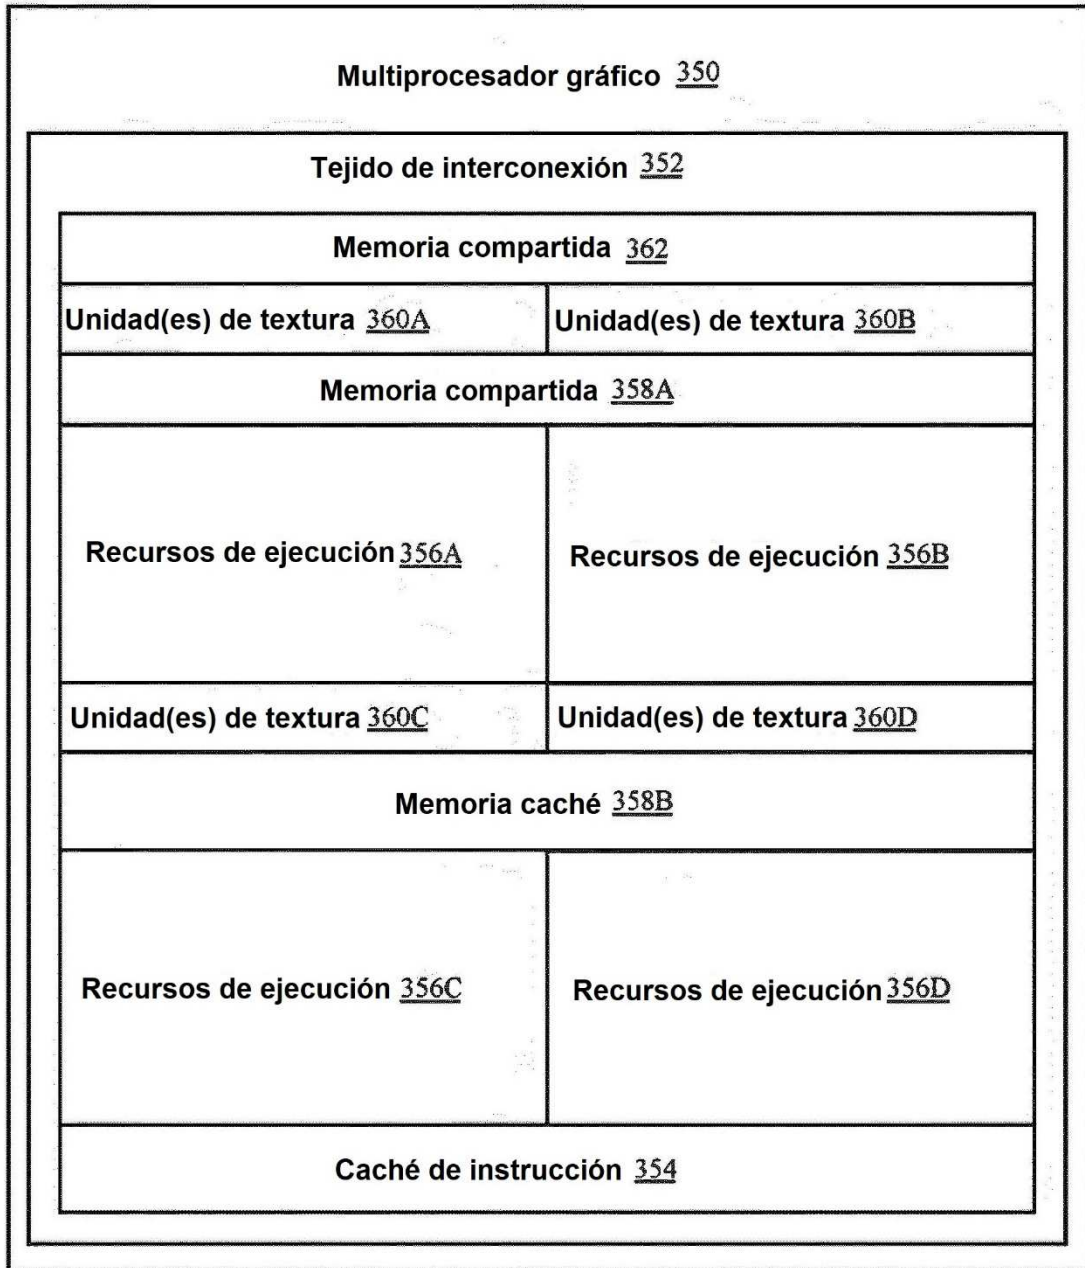 Multiprocesador gráfico 350
Tejido de interconexión 352
Memoria compartida 362
Unidad(es) de textura 360A
Unidad(es) de textura 360B
Memoria compartida 358A
Recursos de ejecución 356A
Recursos de ejecución 356B
Unidad(es) de textura 360C
Unidad(es) de textura 360D
Memoria caché 358B
Recursos de ejecución 356C
Recursos de ejecución 356D
Caché de instrucción 354